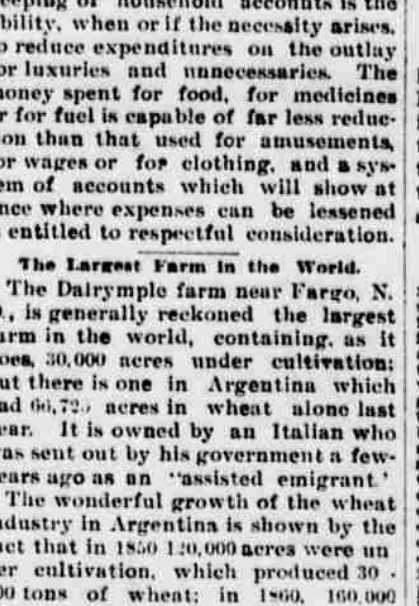 eeping of household accounts is the
bility, when or if the necessity arises,
o reduce expenditures on the outlay
or luxuries and unnecessaries. The
noney spent for food, for medicines
r for fuel is capable of far less reduc-
on than that used for amusements,
or wages or for clothing, and a sys-
em of accounts which will show at
nce where expenses can be lessened
s entitled to respectful consideration.
The Largest Farm in the World.
The Dalrymple farm near Fargo, N.
D., is generally reckoned the largest
arm in the world, containing, as it
oes, 30,000 acres under cultivation;
ut there is one in Argentina which
ad 66,725 acres in wheat alone last
ear. It is owned by an Italian who
as sent out by his government a few
ears ago as an "assisted emigrant."
The wonderful growth of the wheat
ndustry in Argentina is shown by the
act that in 1850 120,000 acres were un
er cultivation, which produced 30
00 tons of wheat; in 1860, 160,000